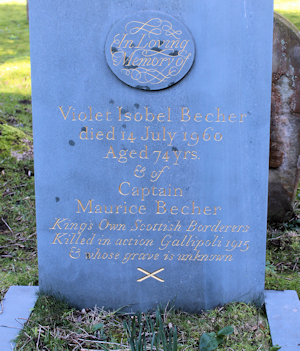 In Loving
Memory of
Violet Isobel Becher
died 14 July 1960
Aged 74 yrs.
& of
Captain
Maurice Becher
Kings Own Scottish Borderers
Killed in action Gallipoli 1915
& whose grave is unknown